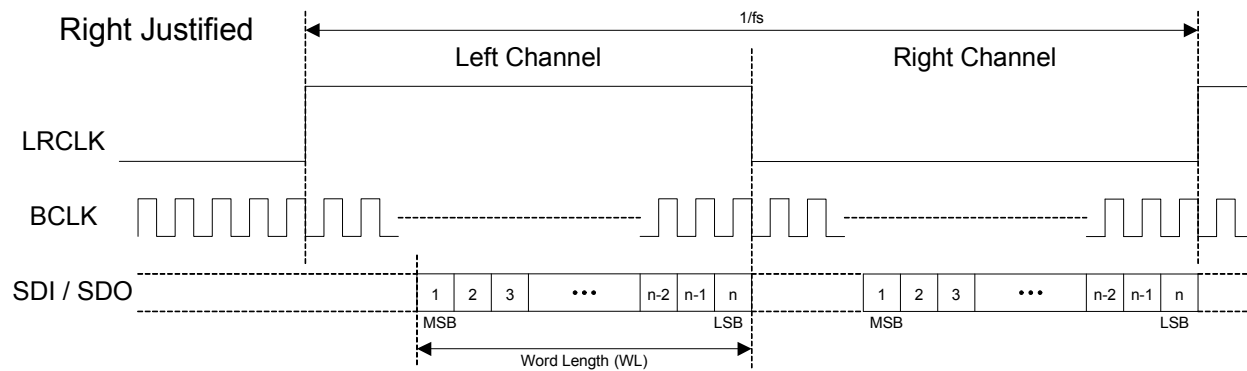 1/fs
Right Justified
Left Channel Right Channel
LRCLK
BCLK
SDI / SDO 1 2 3 ••• n-2 n-1 n 1 2 3 ••• n-2 n-1 n
MSB LSB MSB LSB
Word Length (WL)